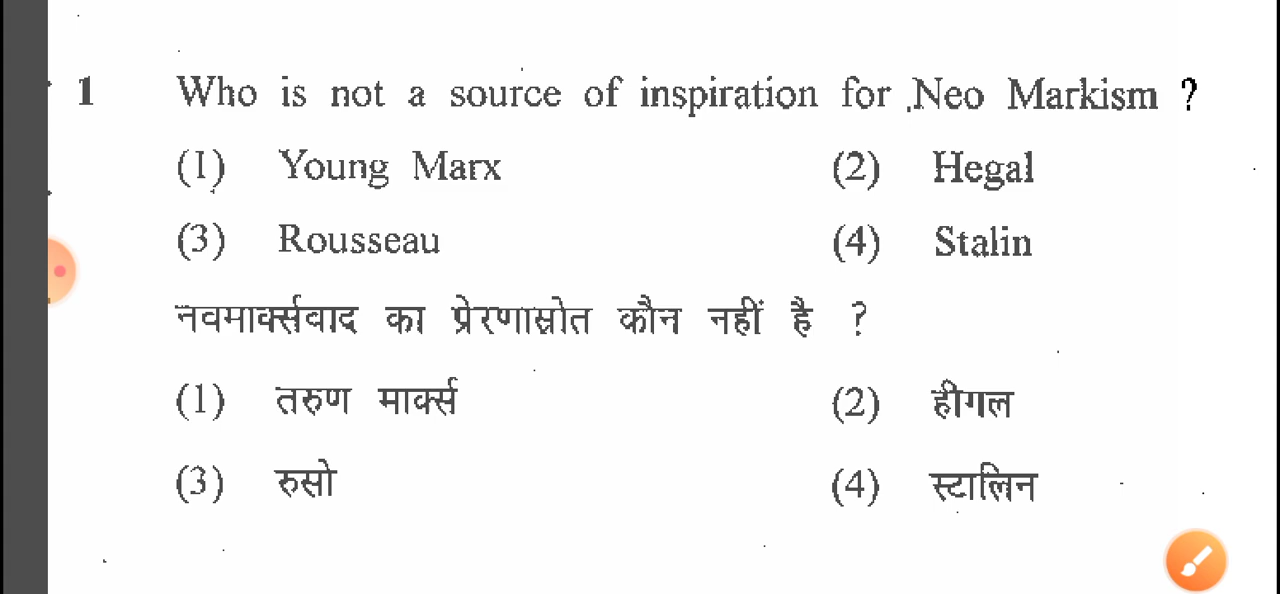 1 Who is not a source of inspiration for Neo Markism ?
(1) Young Marx (2) Hegal
(3) Rousseau (4) Stalin
नवमार्क्सवाद का प्रेरणास्रोत कौन नहीं है ?
(1) तरुण मार्क्स (2) हीगल
(3) रुसो (4) स्टालिन